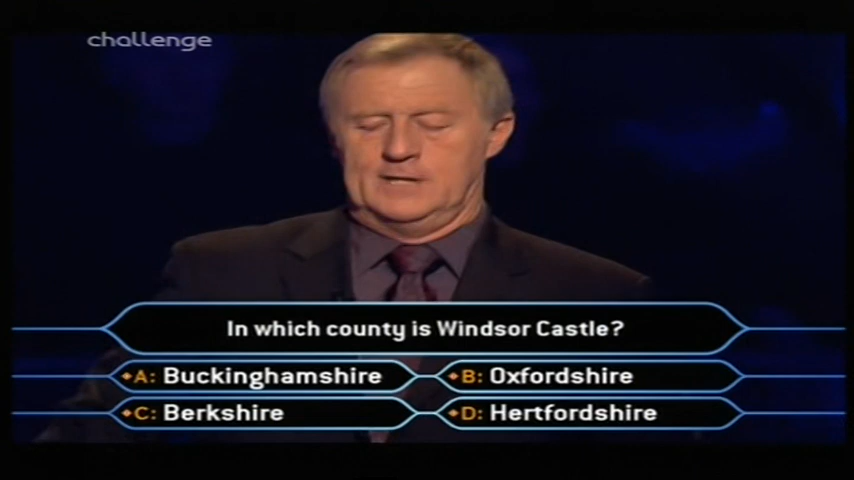 challenge
In which county is Windsor Castle?
A: Buckinghamshire
B: Oxfordshire
C: Berkshire
D: Hertfordshire